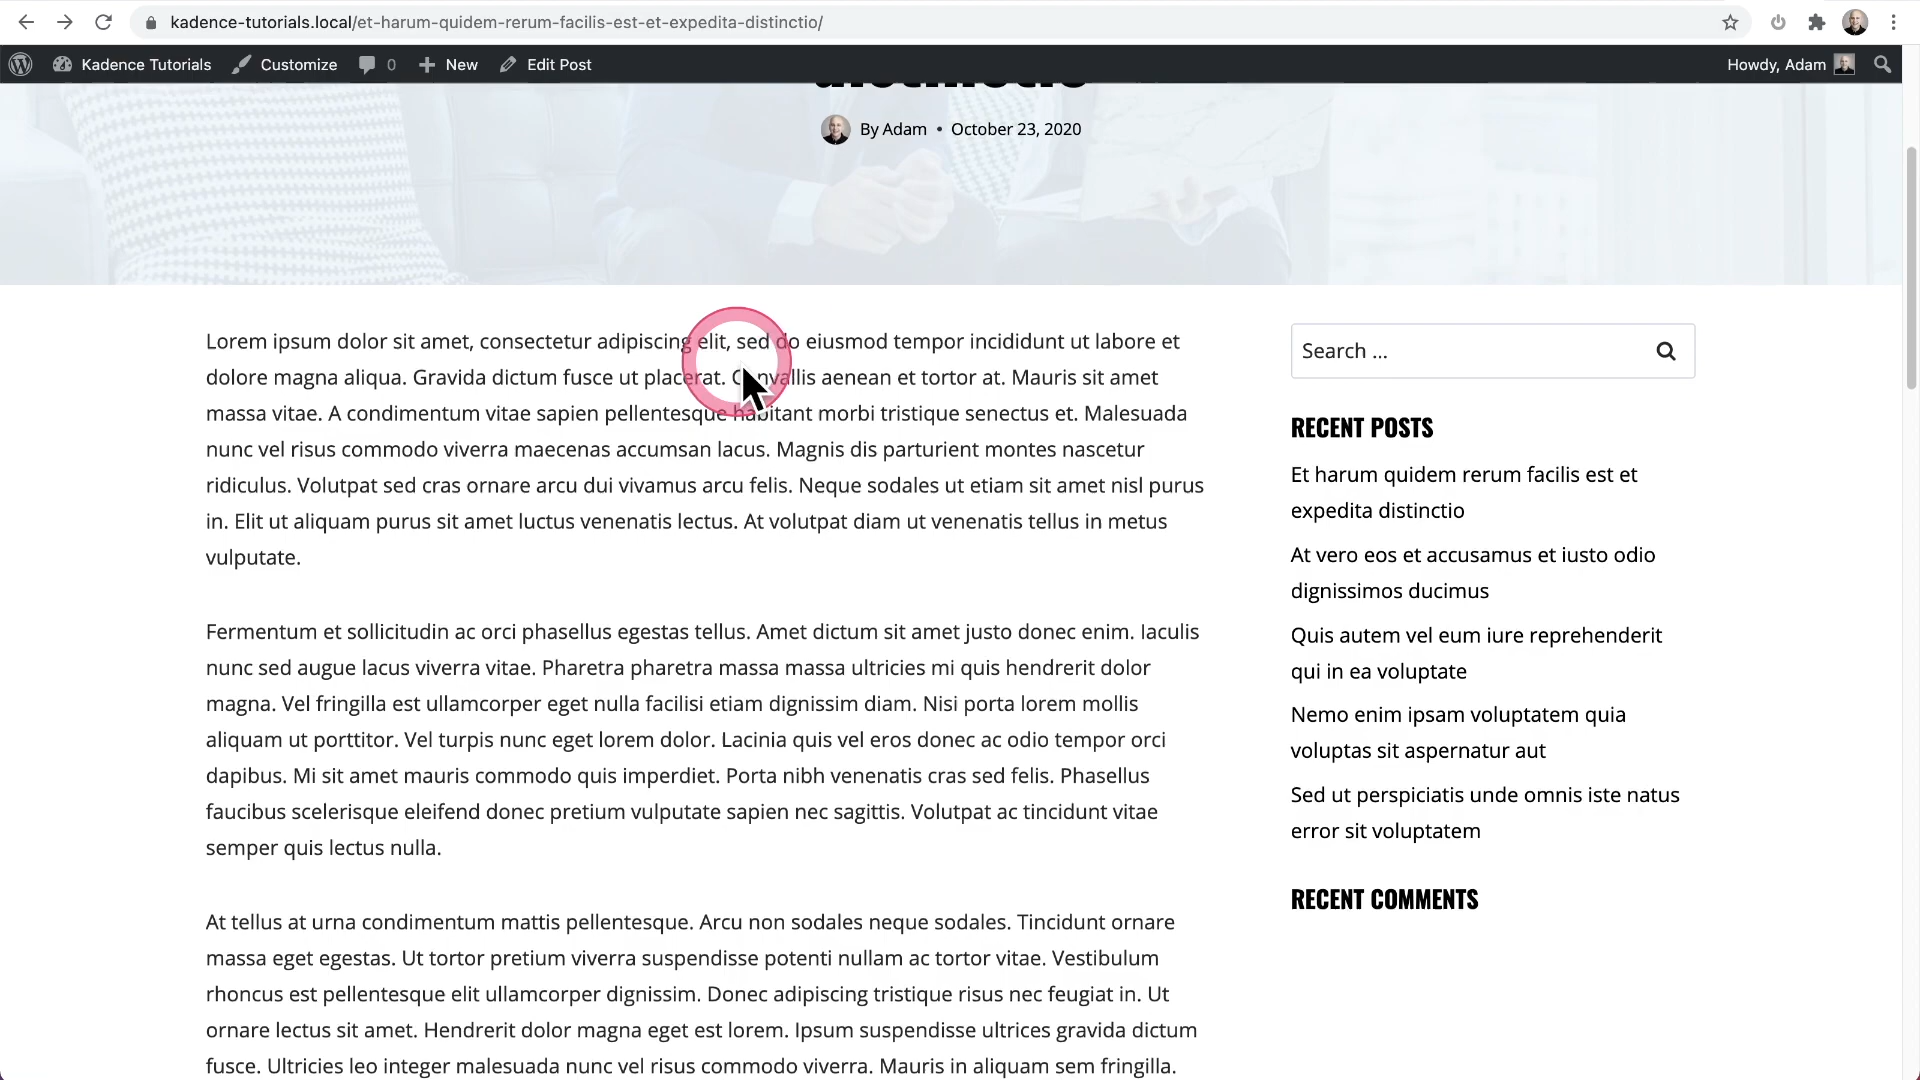 kadence-tutorials.local/et-harum-quidem-rerum-facilis-est-et-expedita-distinctio/
Kadence Tutorials Customize 0 New Edit Post Howdy, Adam
distinctio
By Adam • October 23, 2020
Lorem ipsum dolor sit amet, consectetur adipiscing elit, sed do eiusmod tempor incididunt ut labore et
dolore magna aliqua. Gravida dictum fusce ut placerat. Convallis aenean et tortor at. Mauris sit amet
massa vitae. A condimentum vitae sapien pellentesque habitant morbi tristique senectus et. Malesuada
nunc vel risus commodo viverra maecenas accumsan lacus. Magnis dis parturient montes nascetur
ridiculus. Volutpat sed cras ornare arcu dui vivamus arcu felis. Neque sodales ut etiam sit amet nisl purus
in. Elit ut aliquam purus sit amet luctus venenatis lectus. At volutpat diam ut venenatis tellus in metus
vulputate.
Fermentum et sollicitudin ac orci phasellus egestas tellus. Amet dictum sit amet justo donec enim. Iaculis
nunc sed augue lacus viverra vitae. Pharetra pharetra massa massa ultricies mi quis hendrerit dolor
magna. Vel fringilla est ullamcorper eget nulla facilisi etiam dignissim diam. Nisi porta lorem mollis
aliquam ut porttitor. Vel turpis nunc eget lorem dolor. Lacinia quis vel eros donec ac odio tempor orci
dapibus. Mi sit amet mauris commodo quis imperdiet. Porta nibh venenatis cras sed felis. Phasellus
faucibus scelerisque eleifend donec pretium vulputate sapien nec sagittis. Volutpat ac tincidunt vitae
semper quis lectus nulla.
At tellus at urna condimentum mattis pellentesque. Arcu non sodales neque sodales. Tincidunt ornare
massa eget egestas. Ut tortor pretium viverra suspendisse potenti nullam ac tortor vitae. Vestibulum
rhoncus est pellentesque elit ullamcorper dignissim. Donec adipiscing tristique risus nec feugiat in. Ut
ornare lectus sit amet. Hendrerit dolor magna eget est lorem. Ipsum suspendisse ultrices gravida dictum
fusce. Ultricies leo integer malesuada nunc vel risus commodo viverra. Mauris in aliquam sem fringilla.
Search ...
RECENT POSTS
Et harum quidem rerum facilis est et
expedita distinctio
At vero eos et accusamus et iusto odio
dignissimos ducimus
Quis autem vel eum iure reprehenderit
qui in ea voluptate
Nemo enim ipsam voluptatem quia
voluptas sit aspernatur aut
Sed ut perspiciatis unde omnis iste natus
error sit voluptatem
RECENT COMMENTS